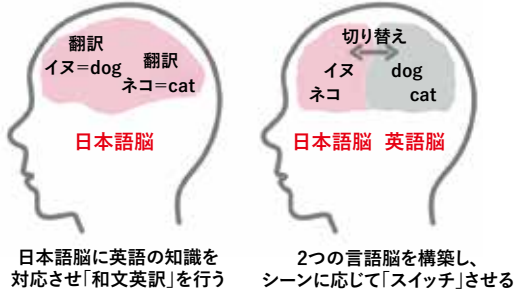 翻訳
イヌ=dog
翻訳
ネコ=cat
日本語脳
日本語脳に英語の知識を
対応させ「和文英訳」を行う
切り替え
イヌ
ネコ
dog
cat
日本語脳
英語脳
2つの言語脳を構築し、
シーンに応じて「スイッチ」させる